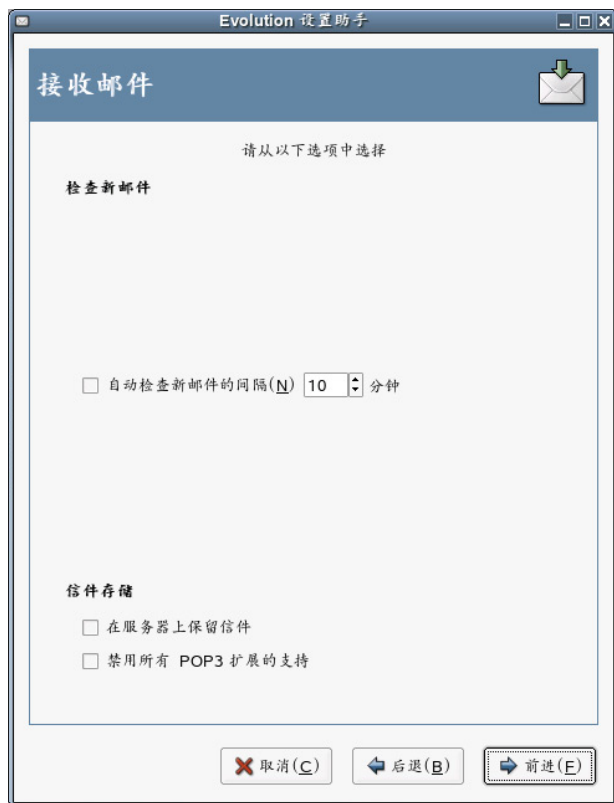 Evolution 设置助手
接收邮件
请从以下选项中选择
检查新邮件
自动检查新邮件的间隔(N) 10 分钟
信件存储
在服务器上保留信件
禁用所有 POP3 扩展的支持
取消(C) 后退(B) 前进(F)